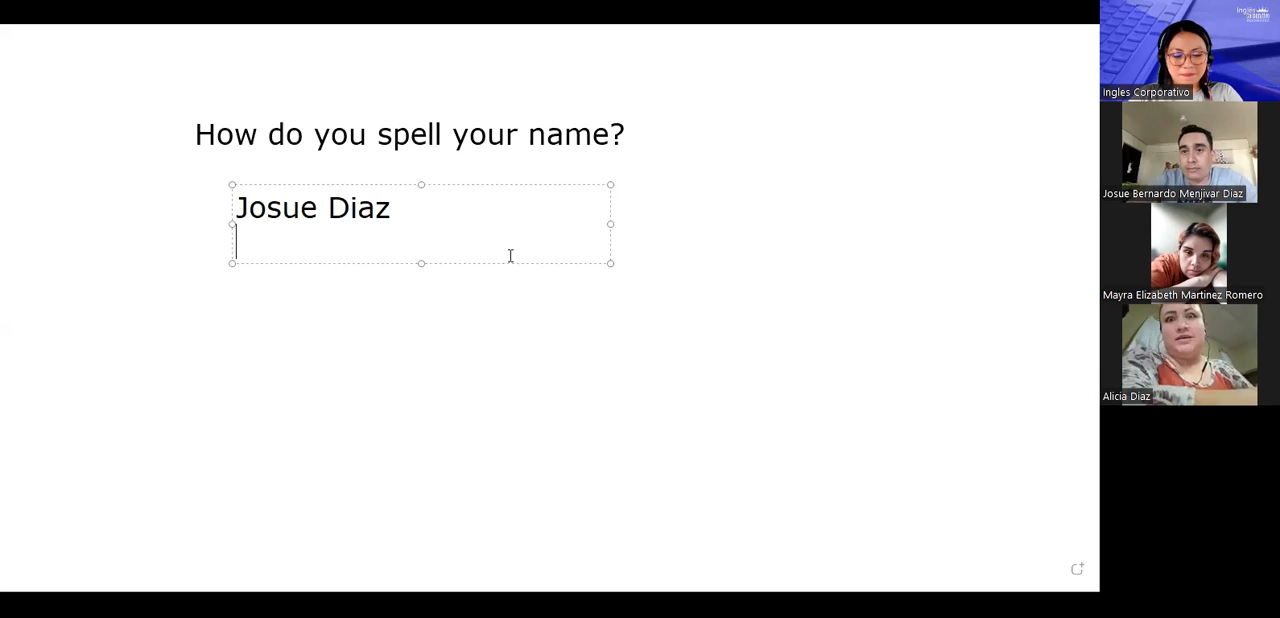 How do you spell your name?
Josue Diaz
Ingles Corporativo
Josue Bernardo Menjivar Diaz
Mayra Elizabeth Martinez Romero
Alicia Diaz